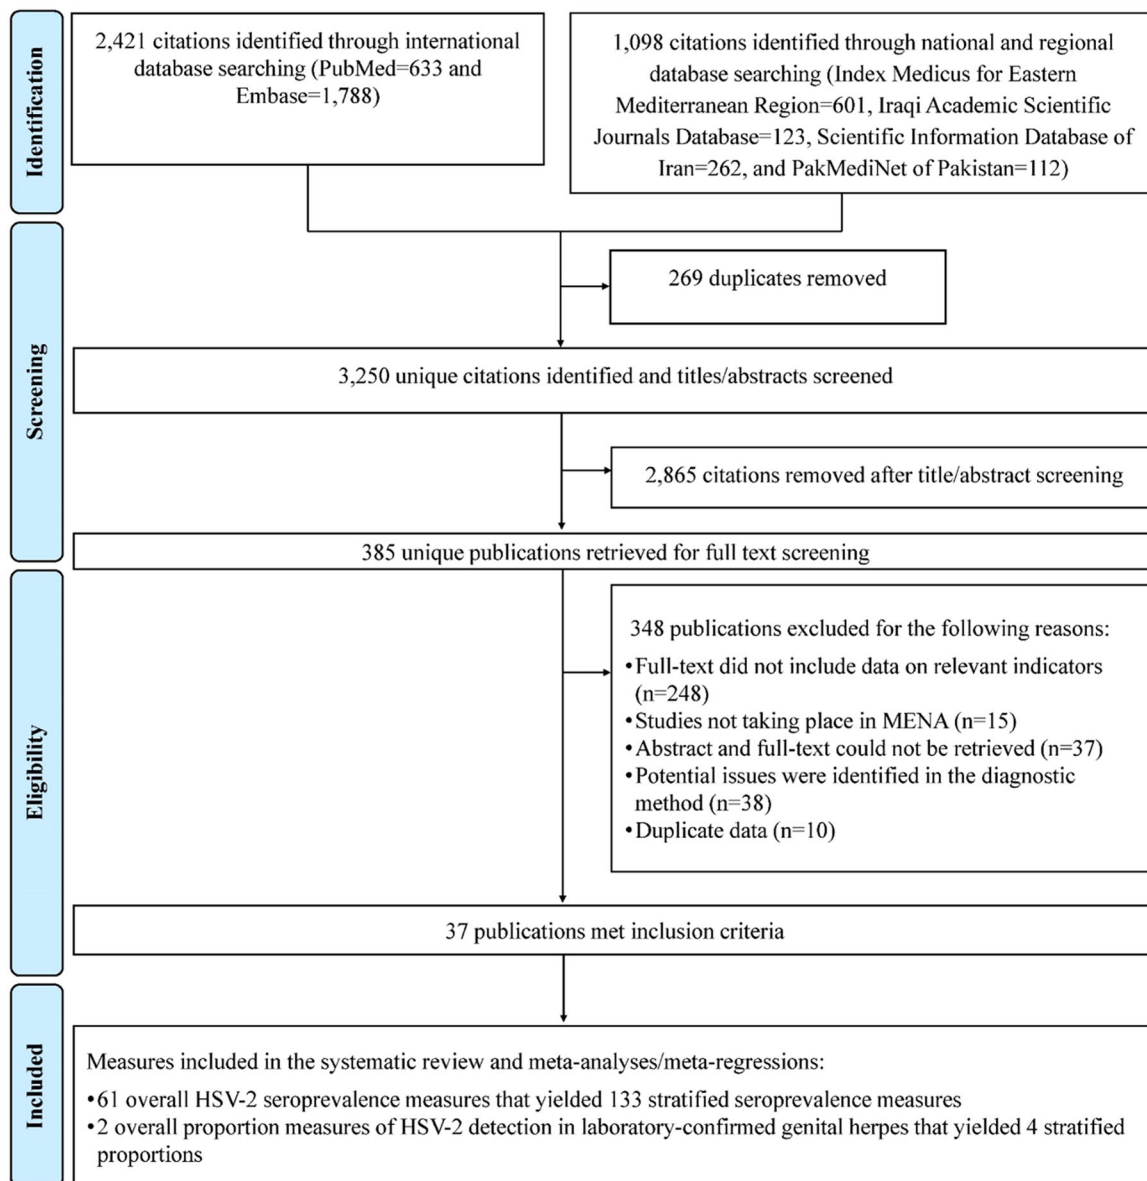 Identification
2,421 citations identified through international
database searching (PubMed=633 and
Embase=1,788)
1,098 citations identified through national and regional
database searching (Index Medicus for Eastern
Mediterranean Region=601, Iraqi Academic Scientific
Journals Database=123, Scientific Information Database of
Iran=262, and PakMediNet of Pakistan=112)
Screening
269 duplicates removed
3,250 unique citations identified and titles/abstracts screened
2,865 citations removed after title/abstract screening
385 unique publications retrieved for full text screening
Eligibility
348 publications excluded for the following reasons:
•Full-text did not include data on relevant indicators
(n=248)
•Studies not taking place in MENA (n=15)
•Abstract and full-text could not be retrieved (n=37)
•Potential issues were identified in the diagnostic
method (n=38)
•Duplicate data (n=10)
37 publications met inclusion criteria
Included
Measures included in the systematic review and meta-analyses/meta-regressions:
•61 overall HSV-2 seroprevalence measures that yielded 133 stratified seroprevalence measures
•2 overall proportion measures of HSV-2 detection in laboratory-confirmed genital herpes that yielded 4 stratified
proportions